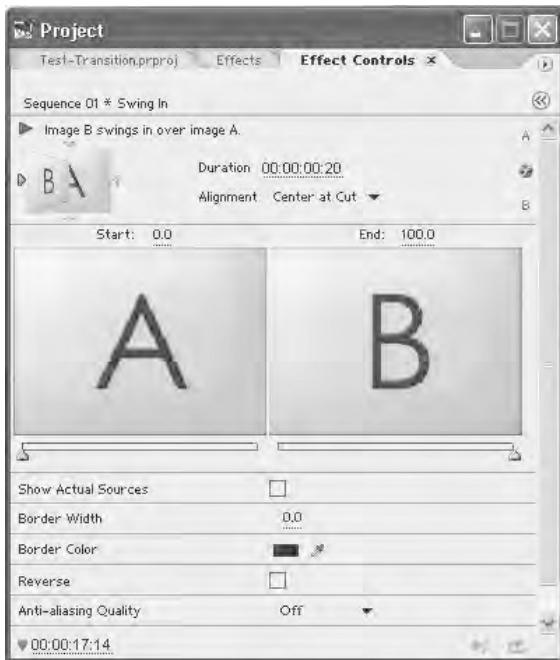 Project
Test-Transition.prproj Effects Effect Controls ×
Sequence 01 * Swing In
Image B swings in over image A.
A
B A
Duration 00:00:00:20
Alignment Center at Cut
B
Start: 0.0 End: 100.0
A B
Show Actual Sources
Border Width 0.0
Border Color
Reverse
Anti-aliasing Quality Off
00:00:17:14